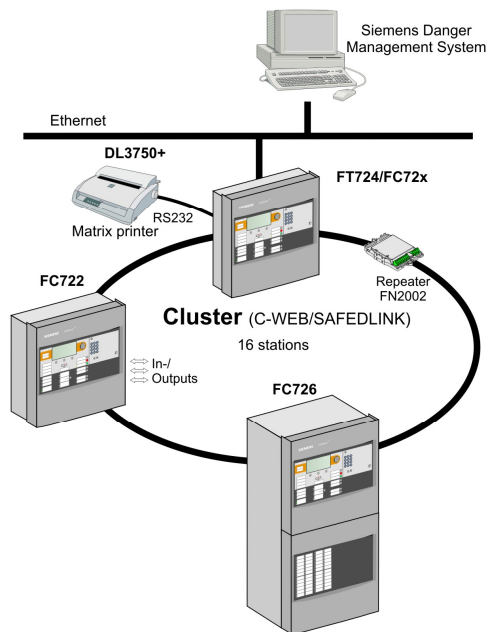 Siemens Danger
Management System
Ethernet
DL3750+
FT724/FC72x
RS232
Matrix printer
Repeater
FN2002
FC722
Cluster (C-WEB/SAFEDLINK)
16 stations
In-/
Outputs
FC726